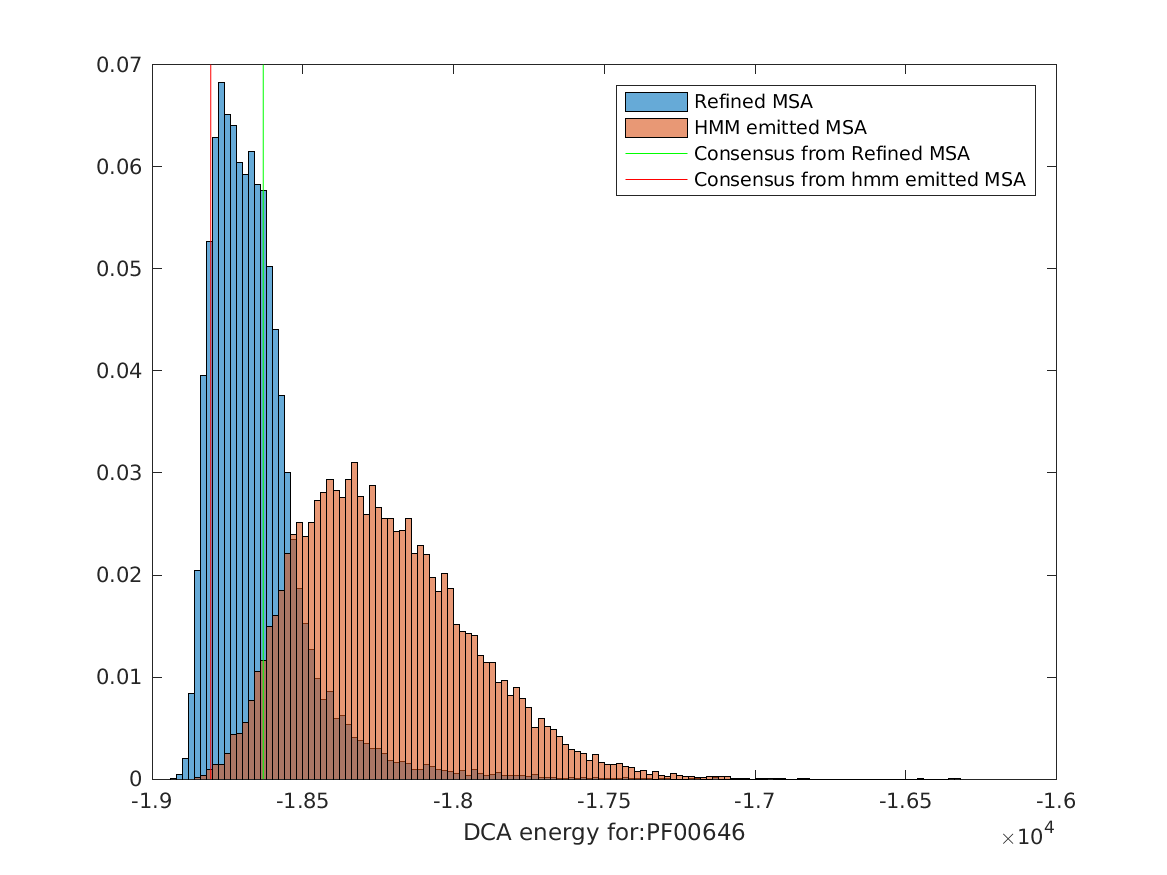 0.07
0.06
0.05
0.04
0.03
0.02
0.01
0
Refined MSA
HMM emitted MSA
Consensus from Refined MSA
Consensus from hmm emitted MSA
-1.9 -1.85 -1.8 -1.75 -1.7 -1.65 -1.6
DCA energy for:PF00646
×10⁴